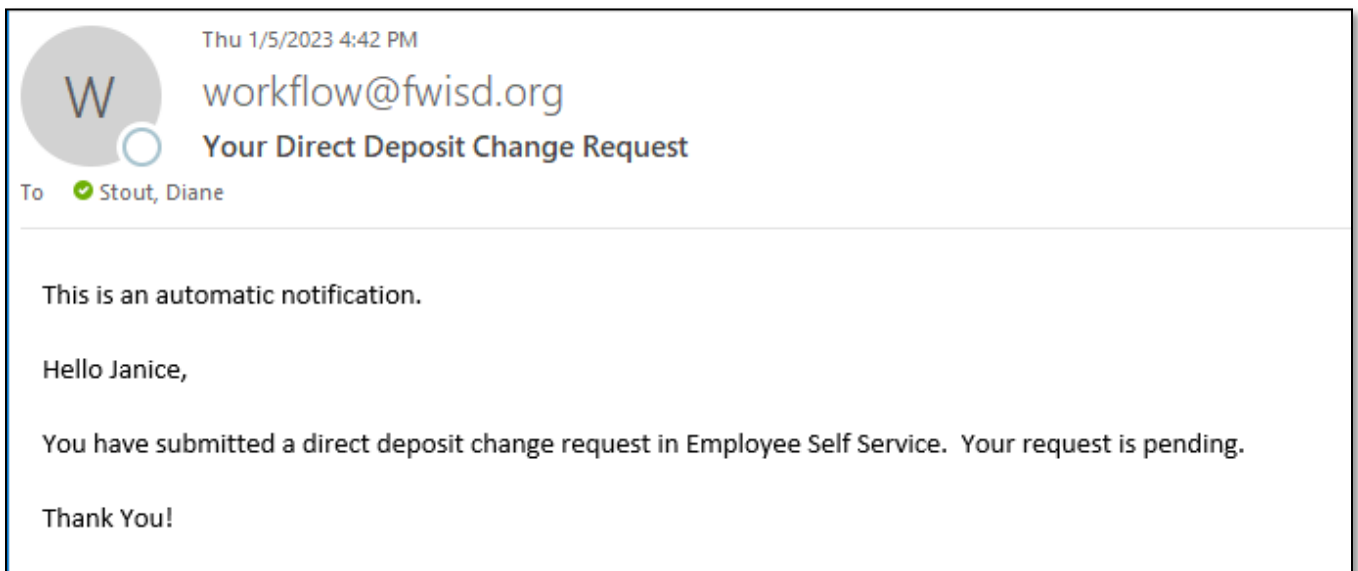 Thu 1/5/2023 4:42 PM
W
workflow@fwisd.org
Your Direct Deposit Change Request
To Stout, Diane
This is an automatic notification.
Hello Janice,
You have submitted a direct deposit change request in Employee Self Service.  Your request is pending.
Thank You!